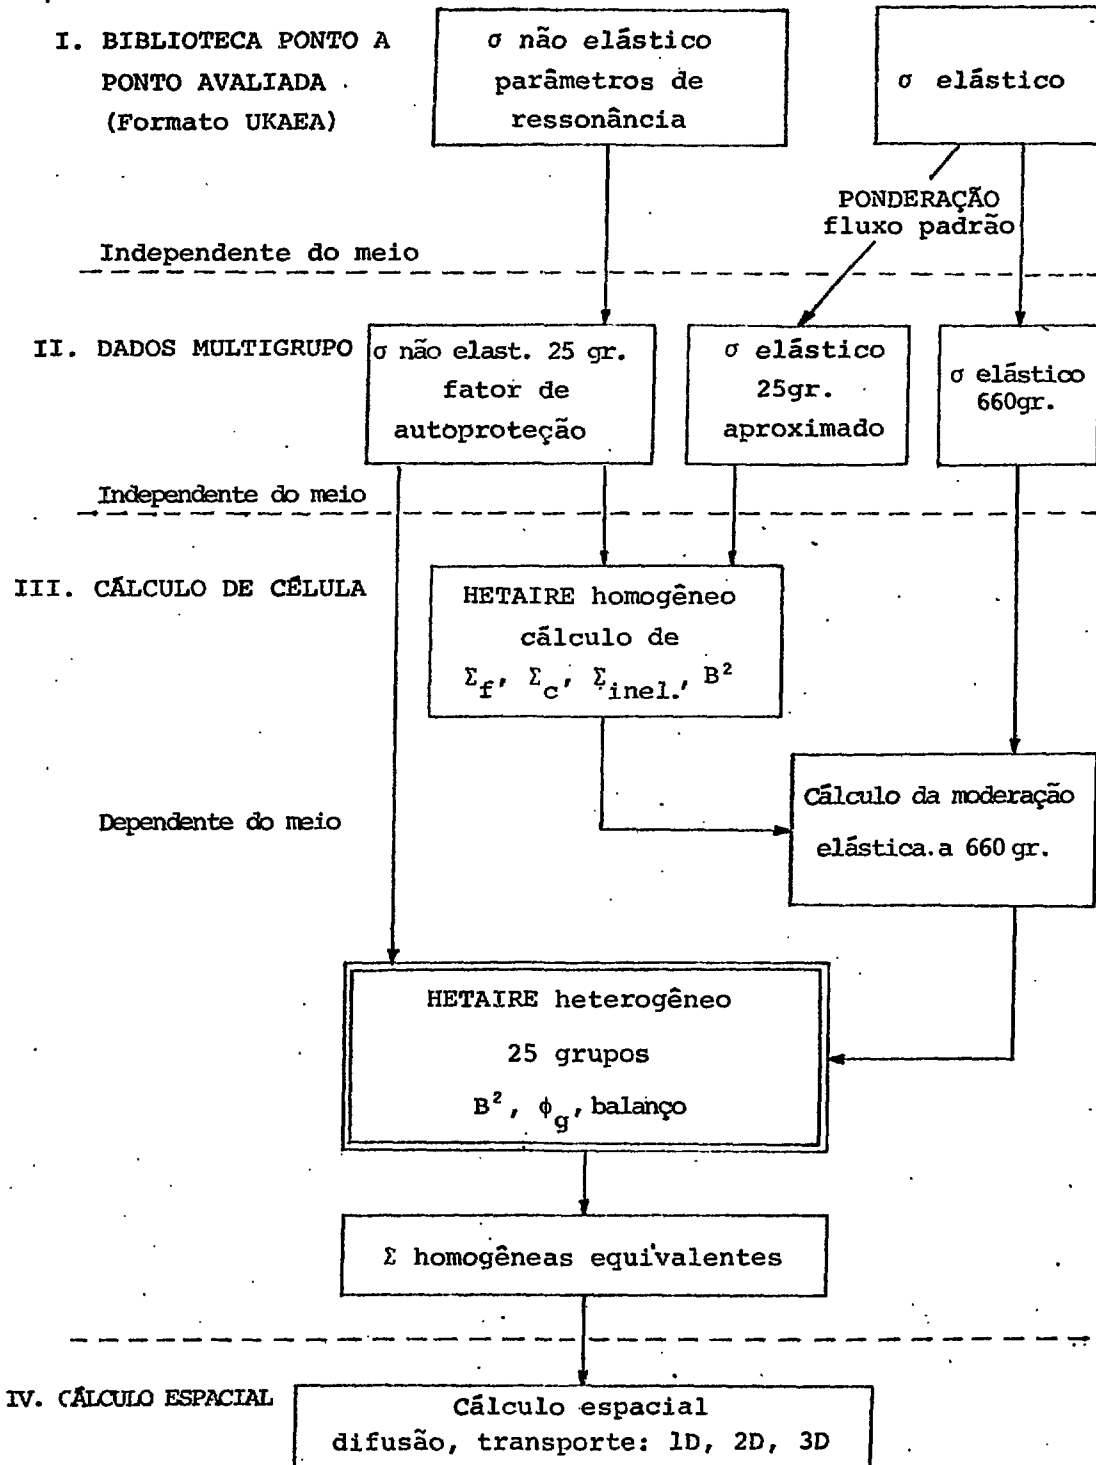 I. BIBLIOTECA PONTO A
PONTO AVALIADA
(Formato UKAEA)
σ não elástico
parâmetros de
ressonância
σ elástico
PONDERAÇÃO
fluxo padrão
Independente do meio
II. DADOS MULTIGRUPO
σ não elast. 25 gr.
fator de
autoproteção
σ elástico
25gr.
aproximado
σ elástico
660gr.
Independente do meio
III. CÁLCULO DE CÉLULA
HETAIRE homogêneo
cálculo de
Σf, Σc, Σinel., B²
Dependente do meio
Cálculo da moderação
elástica.a 660 gr.
HETAIRE heterogêneo
25 grupos
B², ϕg, balanço
Σ homogêneas equivalentes
IV. CÁLCULO ESPACIAL
Cálculo espacial
difusão, transporte: 1D, 2D, 3D